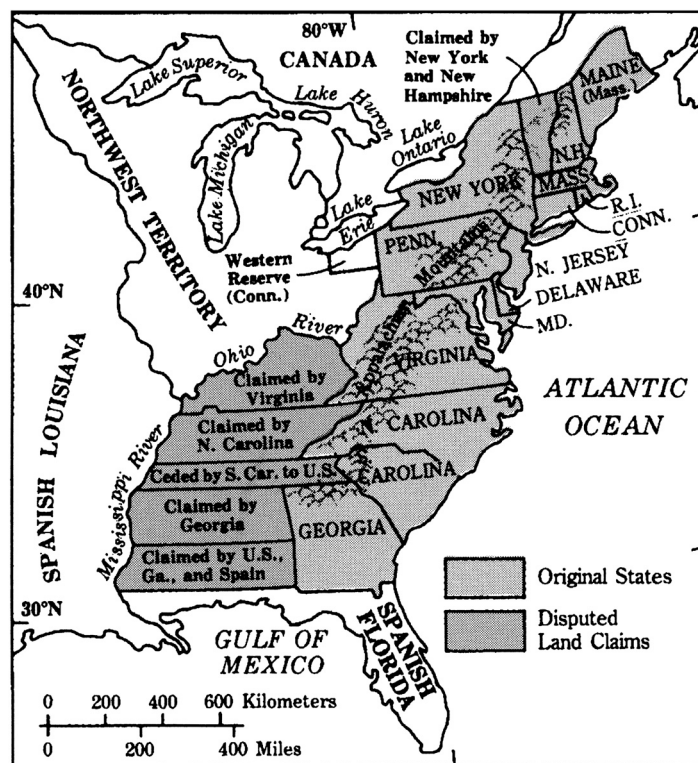 80°W
CANADA
Claimed by
New York
and New
Hampshire
MAINE
(Mass.
Lake Superior
Lake Huron
Lake Michigan
Lake
Ontario
NORTHWEST TERRITORY
N.H.
NEW YORK
MASS.
R.I.
CONN.
Lake
Erie
PENN.
Western
Reserve
(Conn.)
N. JERSEY
DELAWARE
MD.
40°N
Appalachian Mountains
Ohio River
VIRGINIA
Claimed by
Virginia
SPANISH LOUISIANA
Mississippi River
Claimed by
N. Carolina
N. CAROLINA
ATLANTIC
OCEAN
Ceded by S. Car. to U.S.
CAROLINA
Claimed by
Georgia
GEORGIA
Claimed by U.S.,
Ga., and Spain
Original States
Disputed
Land Claims
30°N
GULF OF
MEXICO
SPANISH
FLORIDA
0 200 400 600 Kilometers
0 200 400 Miles